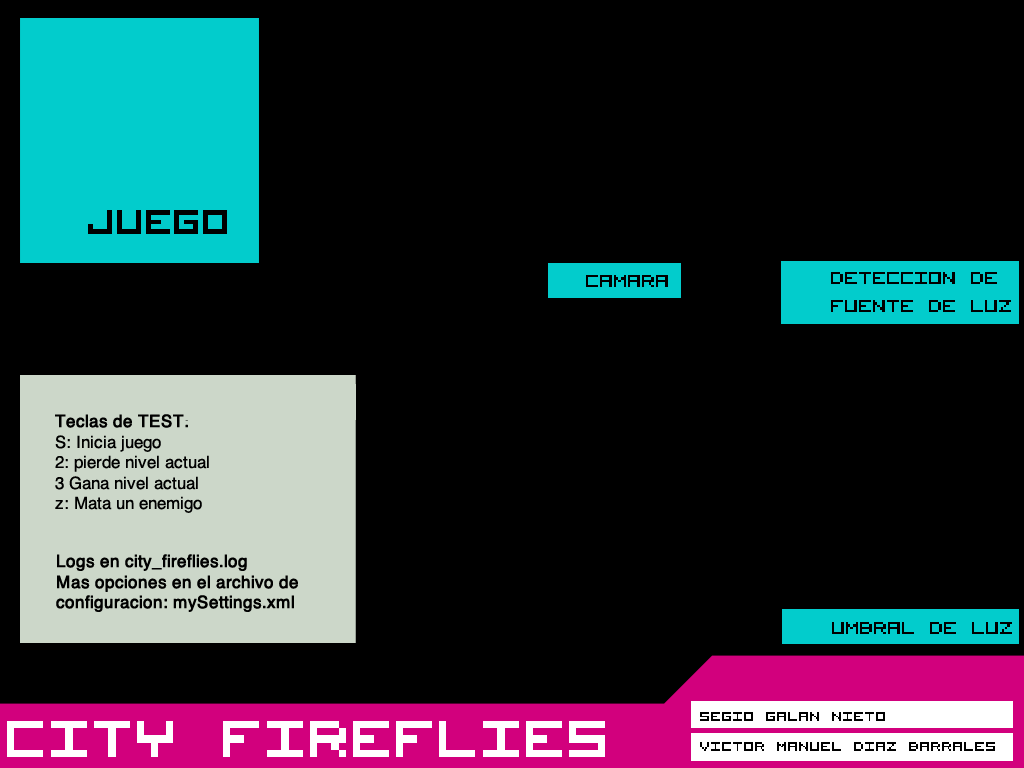 JUEGO
CAMARA
DETECCION DE
FUENTE DE LUZ
Teclas de TEST.
S: Inicia juego
2: pierde nivel actual
3 Gana nivel actual
z: Mata un enemigo
Logs en city_fireflies.log
Mas opciones en el archivo de
configuracion: mySettings.xml
UMBRAL DE LUZ
CITY FIREFLIES
SEGIO GALAN NIETO
VICTOR MANUEL DIAZ BARRALES